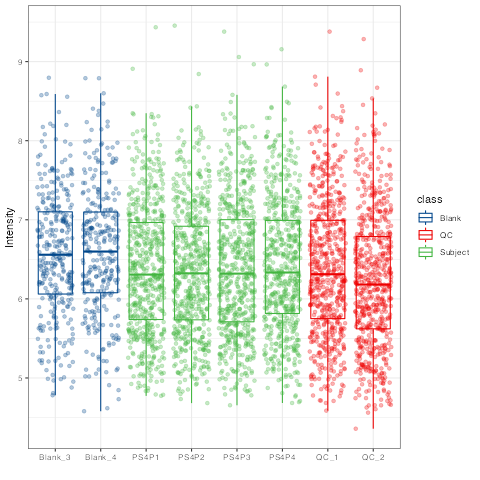 9
8
7
6
5
Intensity
Blank_3 Blank_4 PS4P1 PS4P2 PS4P3 PS4P4 QC_1 QC_2
class
Blank
QC
Subject